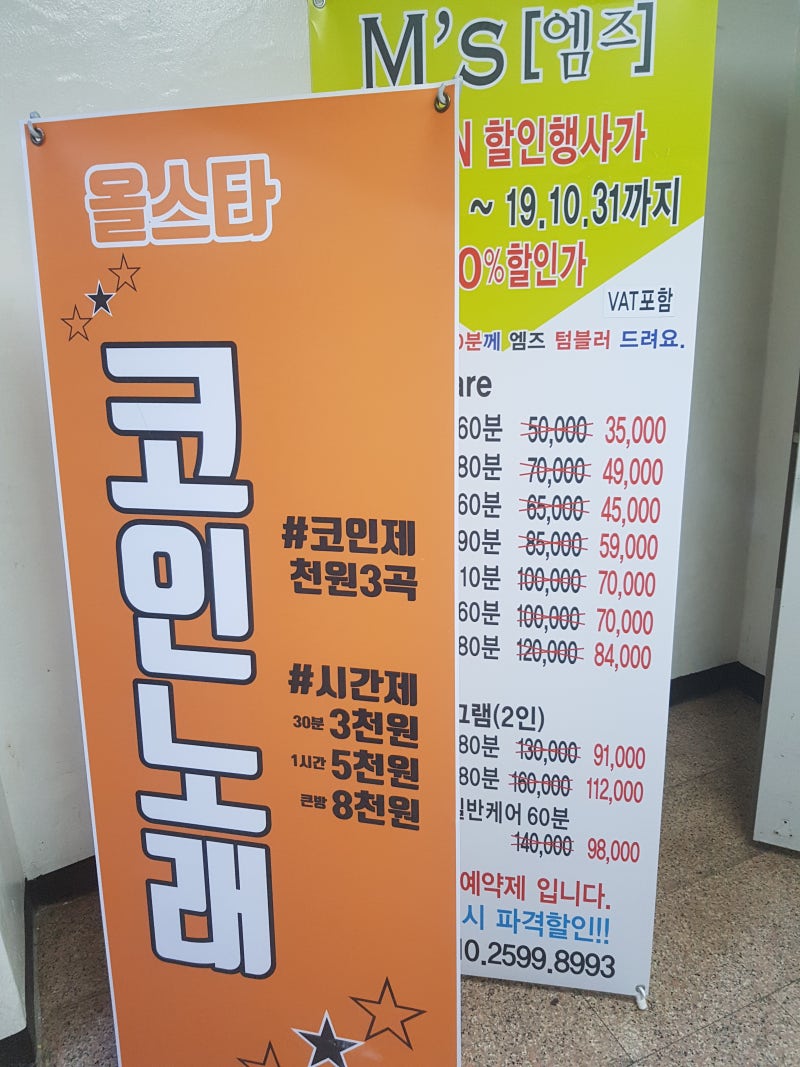 올스타
코인노래
#코인제
천원3곡
#시간제
30분 3천원
1시간 5천원
큰방 8천원
M's [엠즈]
할인행사가
~ 19.10.31까지
0%할인가
VAT포함
분께 엠즈 텀블러 드려요.
are
60분 50,000 35,000
80분 70,000 49,000
60분 65,000 45,000
90분 85,000 59,000
10분 100,000 70,000
60분 100,000 70,000
80분 120,000 84,000
그램(2인)
80분 130,000 91,000
80분 160,000 112,000
일반케어 60분
140,000 98,000
예약제 입니다.
시 파격할인!!
10.2599.8993